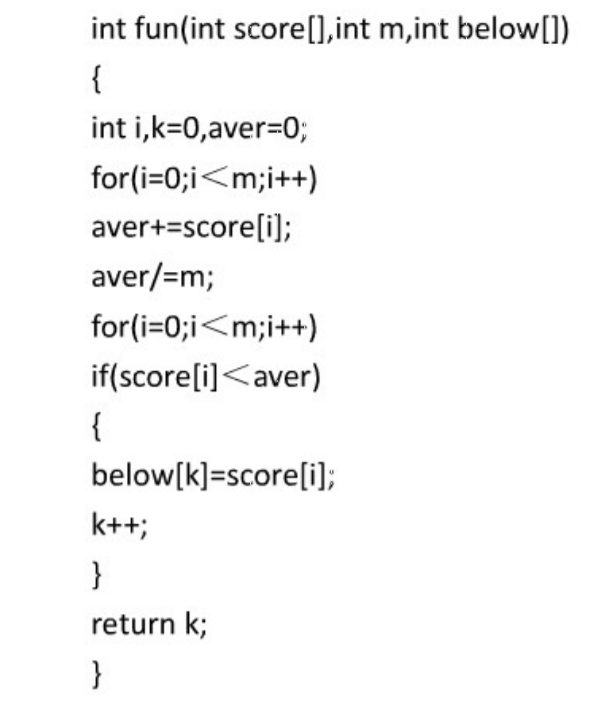 int fun(int score[],int m,int below[])
{
int i,k=0,aver=0;
for(i=0;i<m;i++)
aver+=score[i];
aver/=m;
for(i=0;i<m;i++)
if(score[i]<aver)
{
below[k]=score[i];
k++;
}
return k;
}